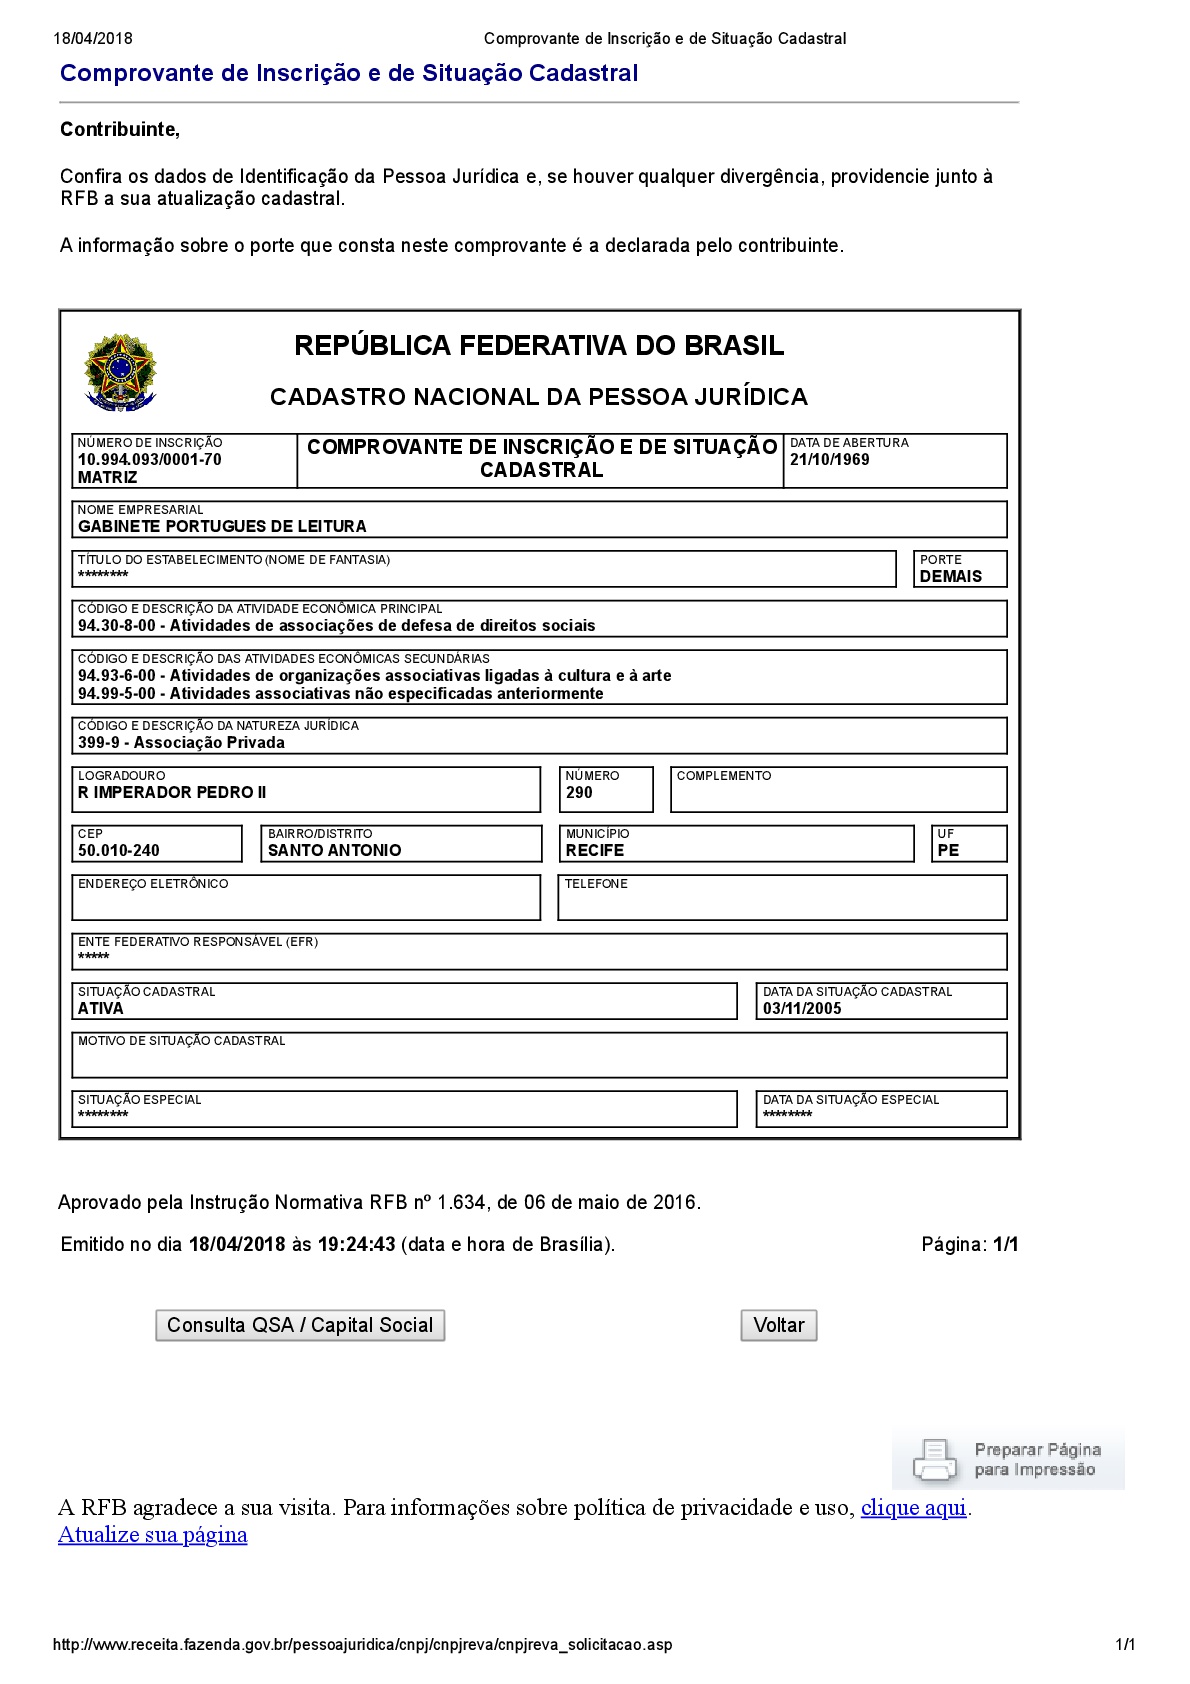 18/04/2018 Comprovante de Inscrição e de Situação Cadastral
Comprovante de Inscrição e de Situação Cadastral
Contribuinte,
Confira os dados de Identificação da Pessoa Jurídica e, se houver qualquer divergência, providencie junto à
RFB a sua atualização cadastral.
A informação sobre o porte que consta neste comprovante é a declarada pelo contribuinte.
REPÚBLICA FEDERATIVA DO BRASIL
CADASTRO NACIONAL DA PESSOA JURÍDICA
NÚMERO DE INSCRIÇÃO
10.994.093/0001-70
MATRIZ
COMPROVANTE DE INSCRIÇÃO E DE SITUAÇÃO
CADASTRAL
DATA DE ABERTURA
21/10/1969
NOME EMPRESARIAL
GABINETE PORTUGUES DE LEITURA
TÍTULO DO ESTABELECIMENTO (NOME DE FANTASIA)
********
PORTE
DEMAIS
CÓDIGO E DESCRIÇÃO DA ATIVIDADE ECONÔMICA PRINCIPAL
94.30-8-00 - Atividades de associações de defesa de direitos sociais
CÓDIGO E DESCRIÇÃO DAS ATIVIDADES ECONÔMICAS SECUNDÁRIAS
94.93-6-00 - Atividades de organizações associativas ligadas à cultura e à arte
94.99-5-00 - Atividades associativas não especificadas anteriormente
CÓDIGO E DESCRIÇÃO DA NATUREZA JURÍDICA
399-9 - Associação Privada
LOGRADOURO
R IMPERADOR PEDRO II
NÚMERO
290
COMPLEMENTO
CEP
50.010-240
BAIRRO/DISTRITO
SANTO ANTONIO
MUNICÍPIO
RECIFE
UF
PE
ENDEREÇO ELETRÔNICO
TELEFONE
ENTE FEDERATIVO RESPONSÁVEL (EFR)
*****
SITUAÇÃO CADASTRAL
ATIVA
DATA DA SITUAÇÃO CADASTRAL
03/11/2005
MOTIVO DE SITUAÇÃO CADASTRAL
SITUAÇÃO ESPECIAL
********
DATA DA SITUAÇÃO ESPECIAL
********
Aprovado pela Instrução Normativa RFB nº 1.634, de 06 de maio de 2016.
Emitido no dia 18/04/2018 às 19:24:43 (data e hora de Brasília). Página: 1/1
Consulta QSA / Capital Social Voltar
Preparar Página
para Impressão
A RFB agradece a sua visita. Para informações sobre política de privacidade e uso, clique aqui.
Atualize sua página
http://www.receita.fazenda.gov.br/pessoajuridica/cnpj/cnpjreva/cnpjreva_solicitacao.asp 1/1